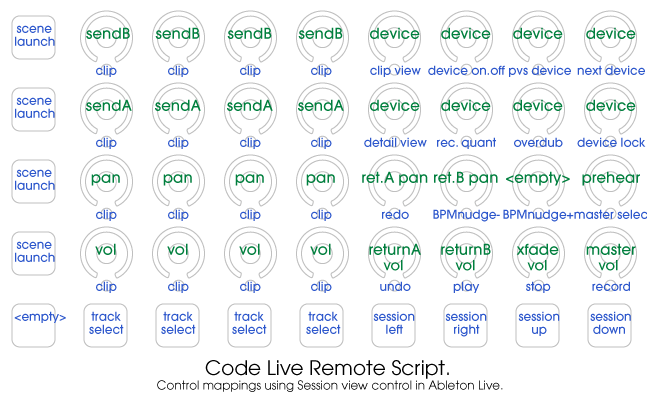 scene launch sendB sendB sendB sendB device device device device
clip clip clip clip clip view device on.off pvs device next device
scene launch sendA sendA sendA sendA device device device device
clip clip clip clip detail view rec. quant overdub device lock
scene launch pan pan pan pan ret.A pan ret.B pan <empty> prehear
clip clip clip clip redo BPMnudge- BPMnudge+ master selec
scene launch vol vol vol vol returnA vol returnB vol xfade vol master vol
clip clip clip clip undo play stop record
<empty> track select track select track select track select session left session right session up session down
Code Live Remote Script.
Control mappings using Session view control in Ableton Live.